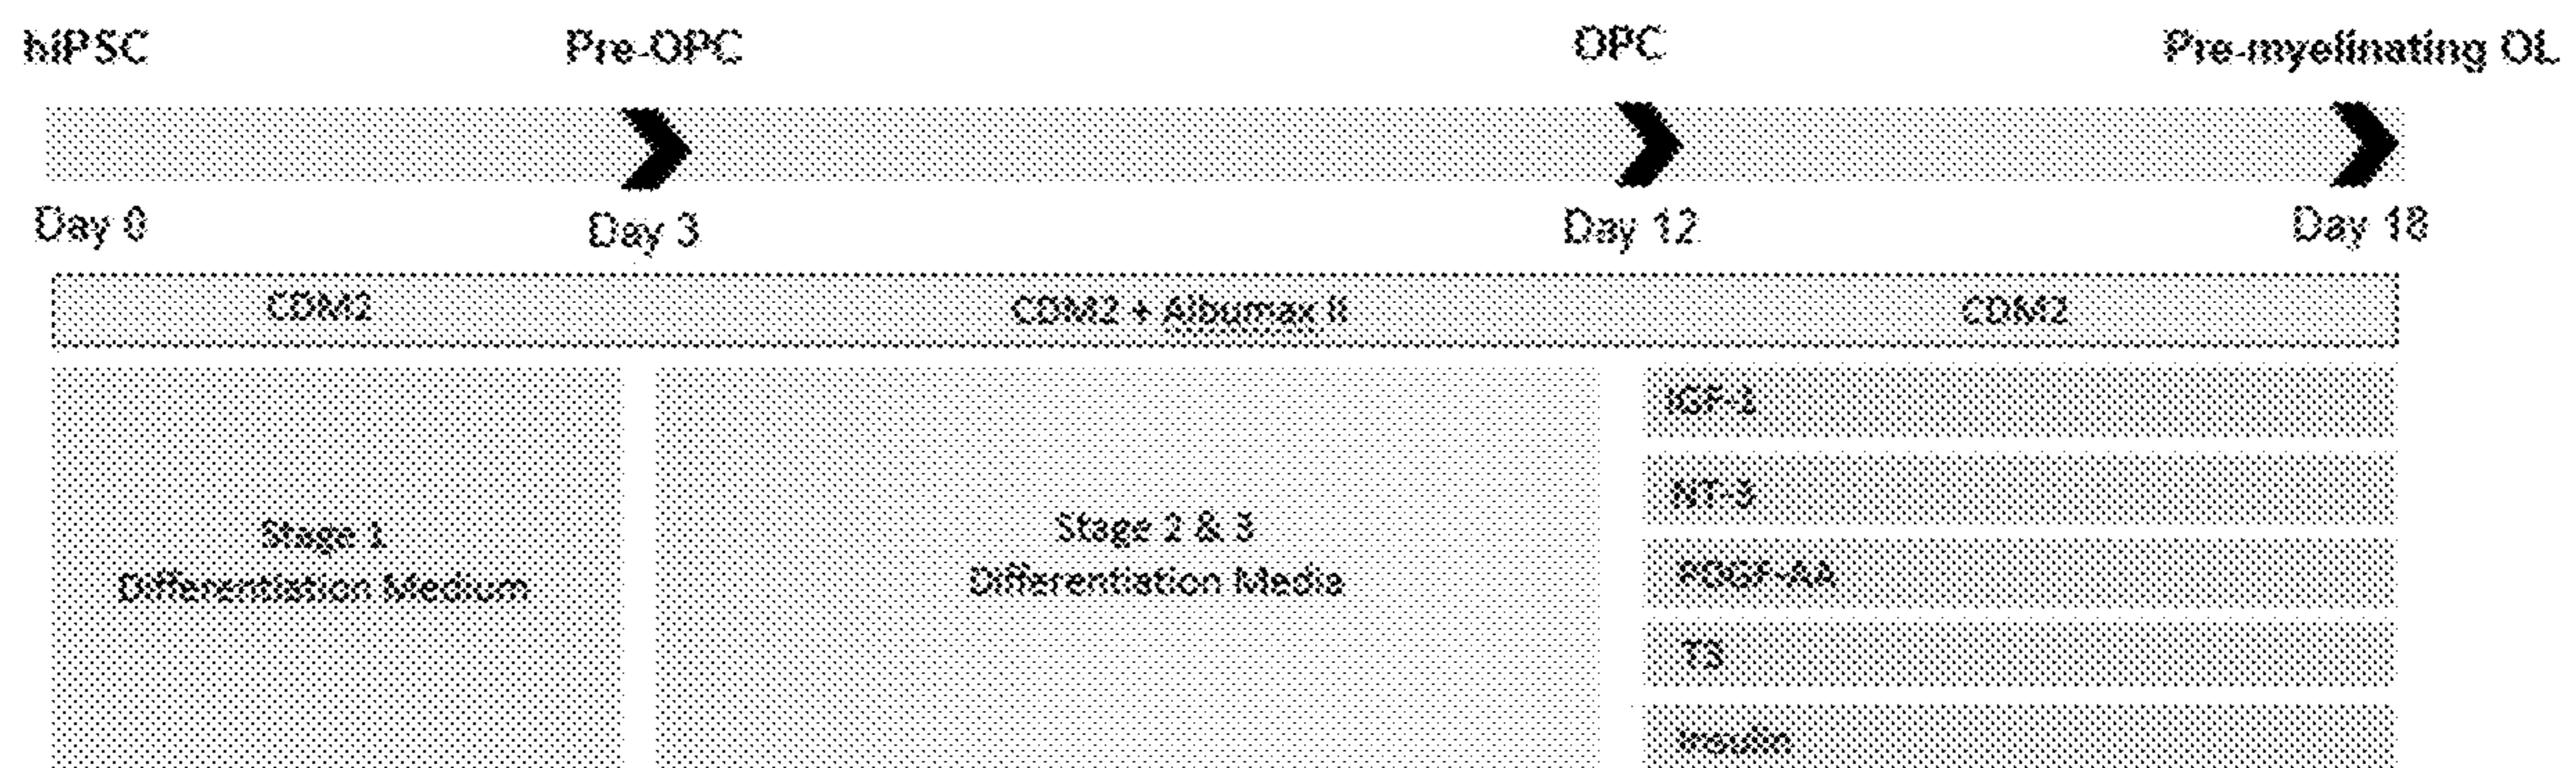 hiPSC Pre-OPC OPC Pre-myelinating OL
Day 0 Day 3 Day 12 Day 18
CDM2 CDM2 + Albumax II CDM2
Stage 1
Differentiation Medium
Stage 2 & 3
Differentiation Media
IGF-1
NT-3
PDGF-AA
T3
Insulin